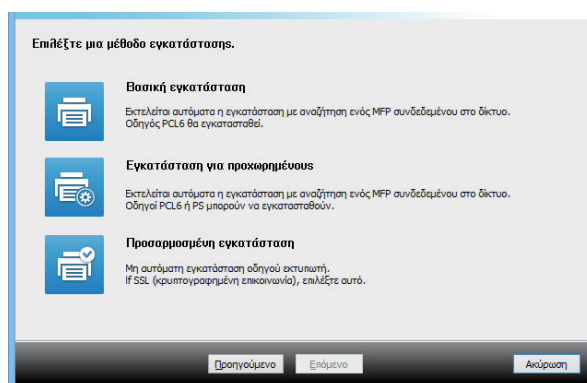 Επιλέξτε μια μέθοδο εγκατάστασης.
Βασική εγκατάσταση
Εκτελείται αυτόματα η εγκατάσταση με αναζήτηση ενός MFP συνδεδεμένου στο δίκτυο.
Οδηγός PCL6 θα εγκατασταθεί.
Εγκατάσταση για προχωρημένους
Εκτελείται αυτόματα η εγκατάσταση με αναζήτηση ενός MFP συνδεδεμένου στο δίκτυο.
Οδηγοί PCL6 ή PS μπορούν να εγκατασταθούν.
Προσαρμοσμένη εγκατάσταση
Μη αυτόματη εγκατάσταση οδηγού εκτυπωτή.
If SSL (κρυπτογραφημένη επικοινωνία), επιλέξτε αυτό.
Προηγούμενο Επόμενο Ακύρωση